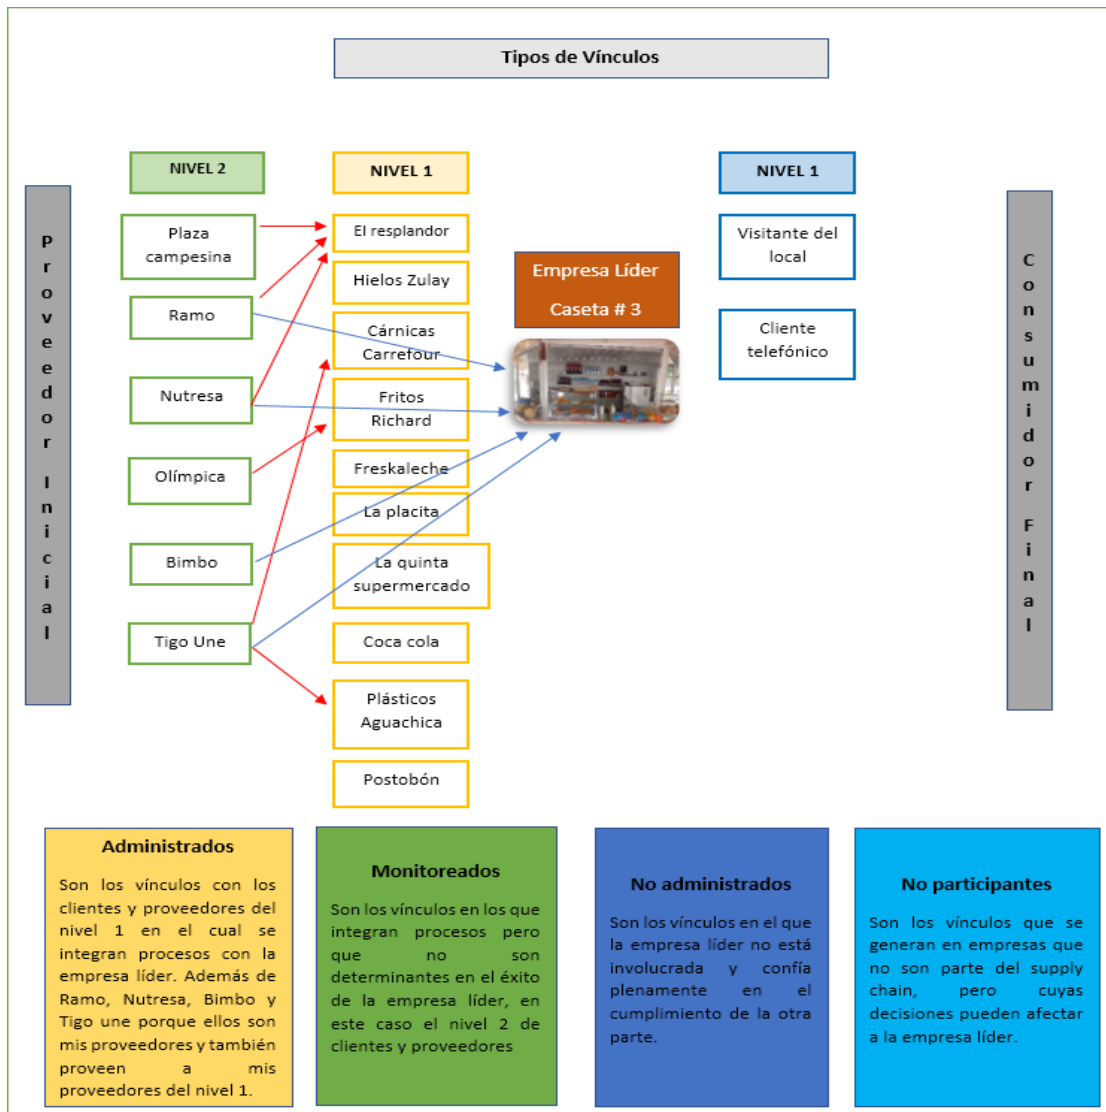 Tipos de Vínculos
NIVEL 2
NIVEL 1
NIVEL 1
Proveedor Inicial
Plaza
campesina
Ramo
Nutresa
Olímpica
Bimbo
Tigo Une
El resplandor
Hielos Zulay
Cárnicas
Carrefour
Fritos
Richard
Freskaleche
La placita
La quinta
supermercado
Coca cola
Plásticos
Aguachica
Postobón
Empresa Líder
Caseta # 3
Visitante del
local
Cliente
telefónico
Consumidor Final
Administrados
Son los vínculos con los
clientes y proveedores del
nivel 1 en el cual se
integran procesos con la
empresa líder. Además de
Ramo, Nutresa, Bimbo y
Tigo une porque ellos son
mis proveedores y también
proveen a mis
proveedores del nivel 1.
Monitoreados
Son los vínculos en los que
integran procesos pero
que no son
determinantes en el éxito
de la empresa líder, en
este caso el nivel 2 de
clientes y proveedores
No administrados
Son los vínculos en el que
la empresa líder no está
involucrada y confía
plenamente en el
cumplimiento de la otra
parte.
No participantes
Son los vínculos que se
generan en empresas que
no son parte del supply
chain, pero cuyas
decisiones pueden afectar
a la empresa líder.